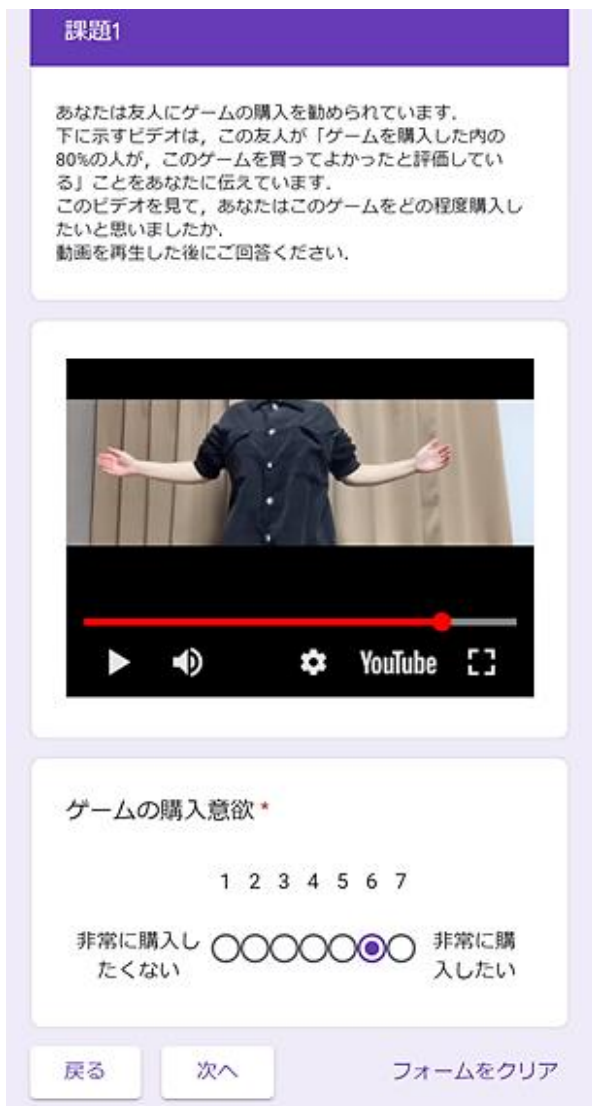 課題1
あなたは友人にゲームの購入を勧められています.
下に示すビデオは,この友人が「ゲームを購入した内の
80%の人が,このゲームを買ってよかったと評価してい
る」ことをあなたに伝えています.
このビデオを見て,あなたはこのゲームをどの程度購入し
たいと思いましたか.
動画を再生した後にご回答ください.
YouTube
ゲームの購入意欲 *
1 2 3 4 5 6 7
非常に購入し
たくない
非常に購
入したい
戻る 次へ フォームをクリア